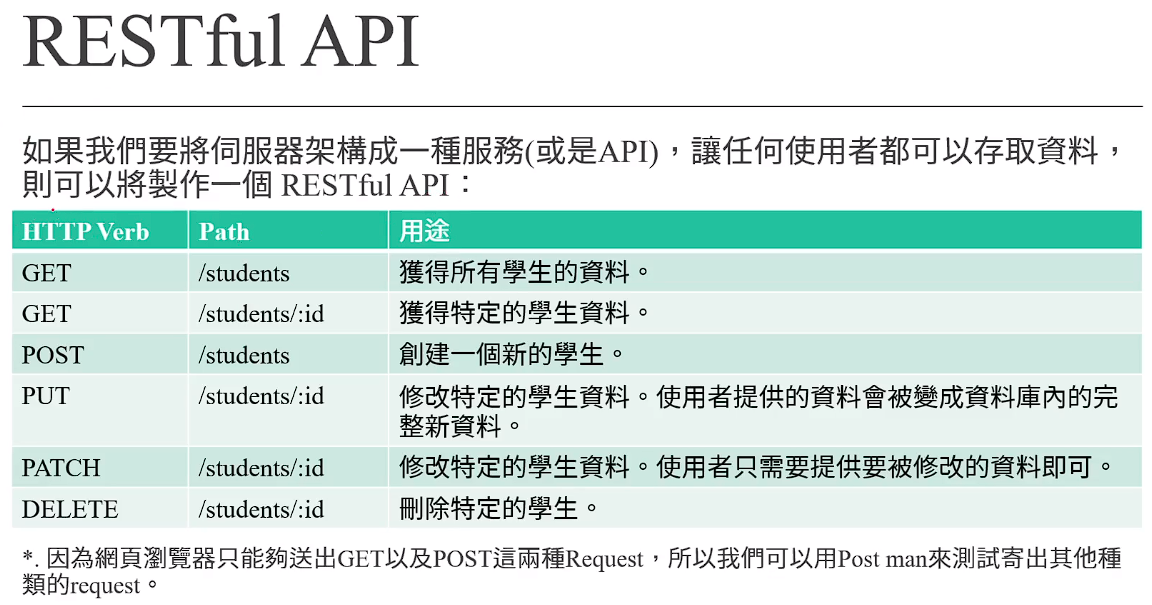 RESTful API
如果我們要將伺服器架構成一種服務(或是API)，讓任何使用者都可以存取資料，
則可以將製作一個 RESTful API：
HTTP Verb Path 用途
GET /students 獲得所有學生的資料。
GET /students/:id 獲得特定的學生資料。
POST /students 創建一個新的學生。
PUT /students/:id 修改特定的學生資料。使用者提供的資料會被變成資料庫內的完
整新資料。
PATCH /students/:id 修改特定的學生資料。使用者只需要提供要被修改的資料即可。
DELETE /students/:id 刪除特定的學生。
*. 因為網頁瀏覽器只能夠送出GET以及POST這兩種Request，所以我們可以用Post man來測試寄出其他種
類的request。